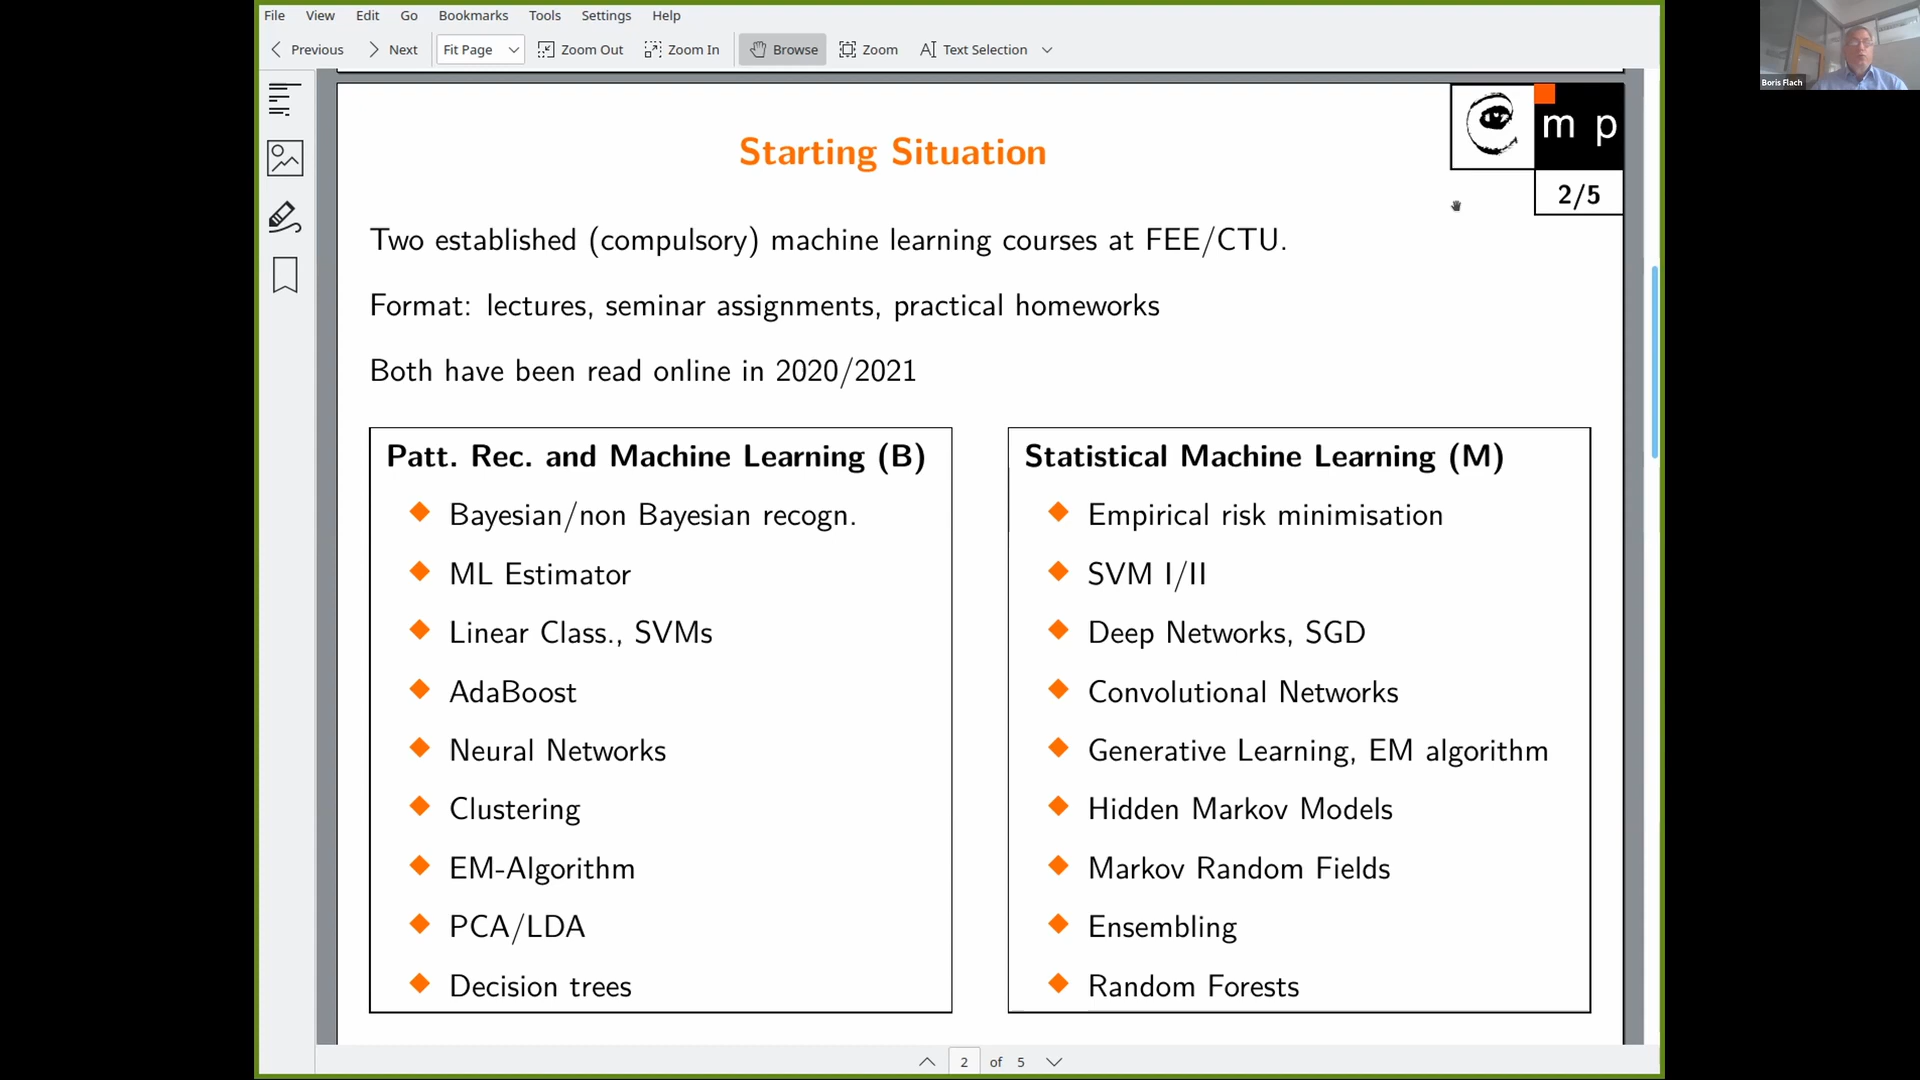 File View Edit Go Bookmarks Tools Settings Help
Previous Next Fit Page Zoom Out Zoom In Browse Zoom Text Selection
Boris Flach
m p
2/5
Starting Situation
Two established (compulsory) machine learning courses at FEE/CTU.
Format: lectures, seminar assignments, practical homeworks
Both have been read online in 2020/2021
Patt. Rec. and Machine Learning (B)
Bayesian/non Bayesian recogn.
ML Estimator
Linear Class., SVMs
AdaBoost
Neural Networks
Clustering
EM-Algorithm
PCA/LDA
Decision trees
Statistical Machine Learning (M)
Empirical risk minimisation
SVM I/II
Deep Networks, SGD
Convolutional Networks
Generative Learning, EM algorithm
Hidden Markov Models
Markov Random Fields
Ensembling
Random Forests
2 of 5